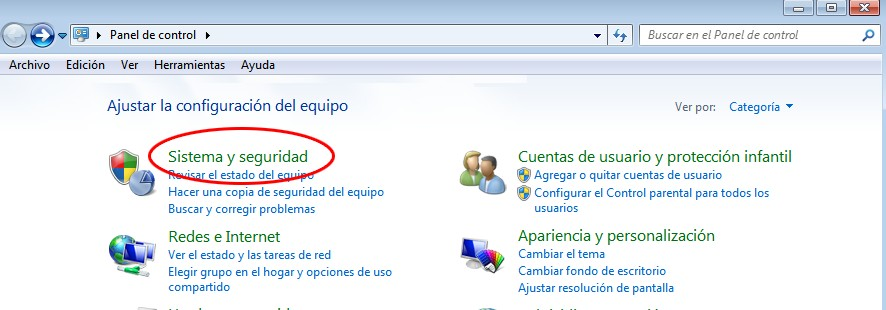 Panel de control
Buscar en el Panel de control
Archivo Edición Ver Herramientas Ayuda
Ajustar la configuración del equipo
Ver por: Categoría
Sistema y seguridad
Revisar el estado del equipo
Hacer una copia de seguridad del equipo
Buscar y corregir problemas
Redes e Internet
Ver el estado y las tareas de red
Elegir grupo en el hogar y opciones de uso
compartido
Cuentas de usuario y protección infantil
Agregar o quitar cuentas de usuario
Configurar el Control parental para todos los
usuarios
Apariencia y personalización
Cambiar el tema
Cambiar fondo de escritorio
Ajustar resolución de pantalla